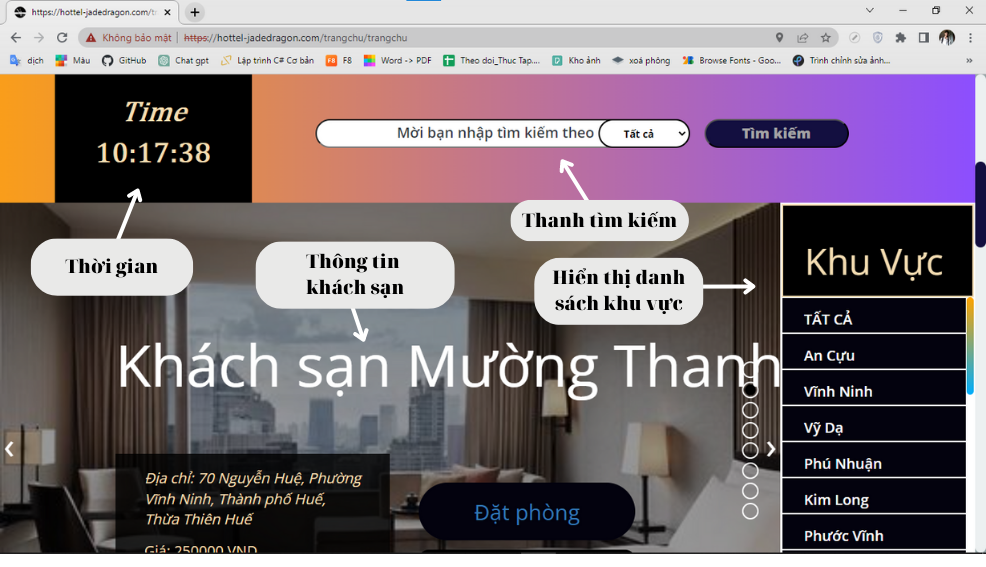 https://hottel-jadedragon.com/tr
Không bảo mật | https://hottel-jadedragon.com/trangchu/trangchu
dịch Màu GitHub Chat gpt Lập trình C# Cơ bản F8 F8 Word -> PDF Theo doi_Thuc Tap... Kho ảnh xoá phông Browse Fonts - Goo... Trình chỉnh sửa ảnh...
Time
10:17:38
Mời bạn nhập tìm kiếm theo
Tất cả
Tìm kiếm
Thanh tìm kiếm
Thời gian
Thông tin
khách sạn
Hiển thị danh
sách khu vực
Khu Vực
TẤT CẢ
An Cựu
Vĩnh Ninh
Vỹ Dạ
Phú Nhuận
Kim Long
Phước Vĩnh
Khách sạn Mường Thanh
Địa chỉ: 70 Nguyễn Huệ, Phường
Vĩnh Ninh, Thành phố Huế,
Thừa Thiên Huế
Giá: 250000 VND
Đặt phòng